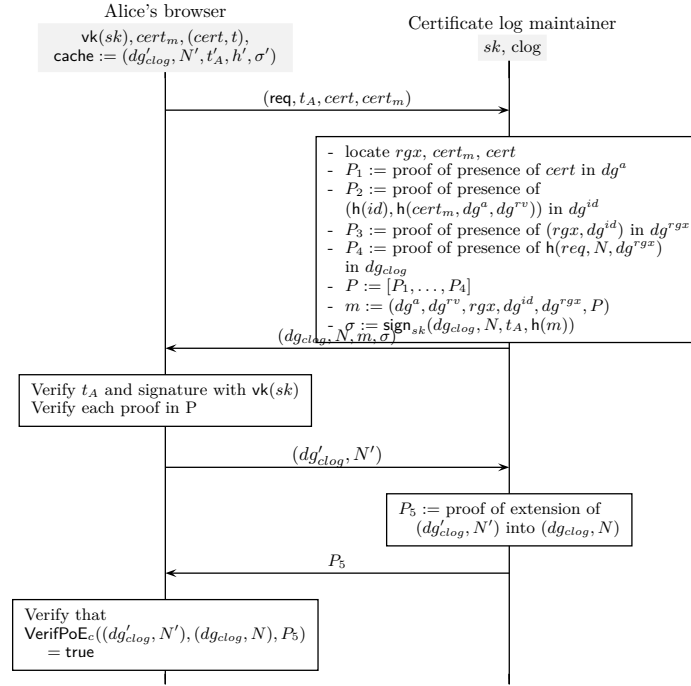 Alice's browser
vk(sk), cert_m, (cert, t),
cache := (dg'_clog, N', t'_A, h', σ')
Certificate log maintainer
sk, clog
(req, t_A, cert, cert_m)
- locate rgx, cert_m, cert
- P_1 := proof of presence of cert in dg^a
- P_2 := proof of presence of
(h(id), h(cert_m, dg^a, dg^rv)) in dg^id
- P_3 := proof of presence of (rgx, dg^id) in dg^rgx
- P_4 := proof of presence of h(req, N, dg^rgx)
in dg_clog
- P := [P_1, . . . , P_4]
- m := (dg^a, dg^rv, rgx, dg^id, dg^rgx, P)
- σ := sign_sk(dg_clog, N, t_A, h(m))
(dg_clog, N, m, σ)
Verify t_A and signature with vk(sk)
Verify each proof in P
(dg'_clog, N')
P_5 := proof of extension of
(dg'_clog, N') into (dg_clog, N)
P_5
Verify that
VerifPoE_c((dg'_clog, N'), (dg_clog, N), P_5)
= true